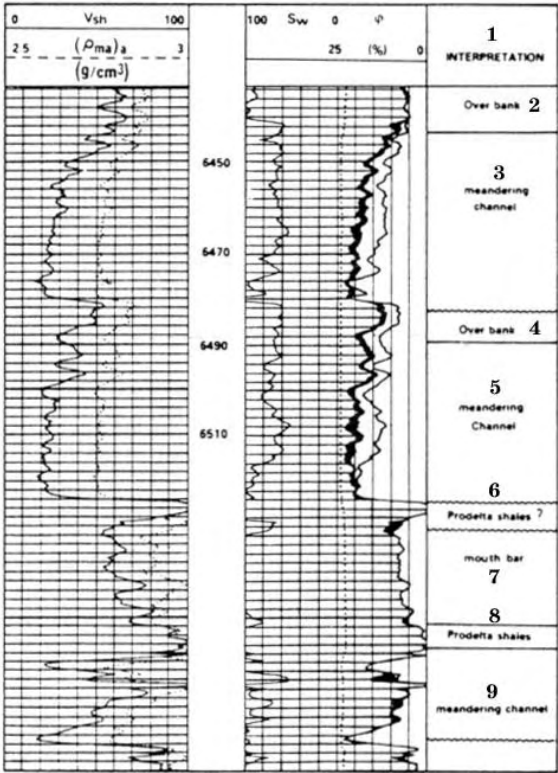 0 Vsh 100
2.5 (ρma)a 3
(g/cm³)
100 Sw 0 φ
25 (%) 0
1
INTERPRETATION
Over bank 2
6450
3
meandering
channel
6470
6490
Over bank 4
5
meandering
Channel
6510
6
Prodelta shales ?
mouth bar
7
8
Prodelta shales
9
meandering channel